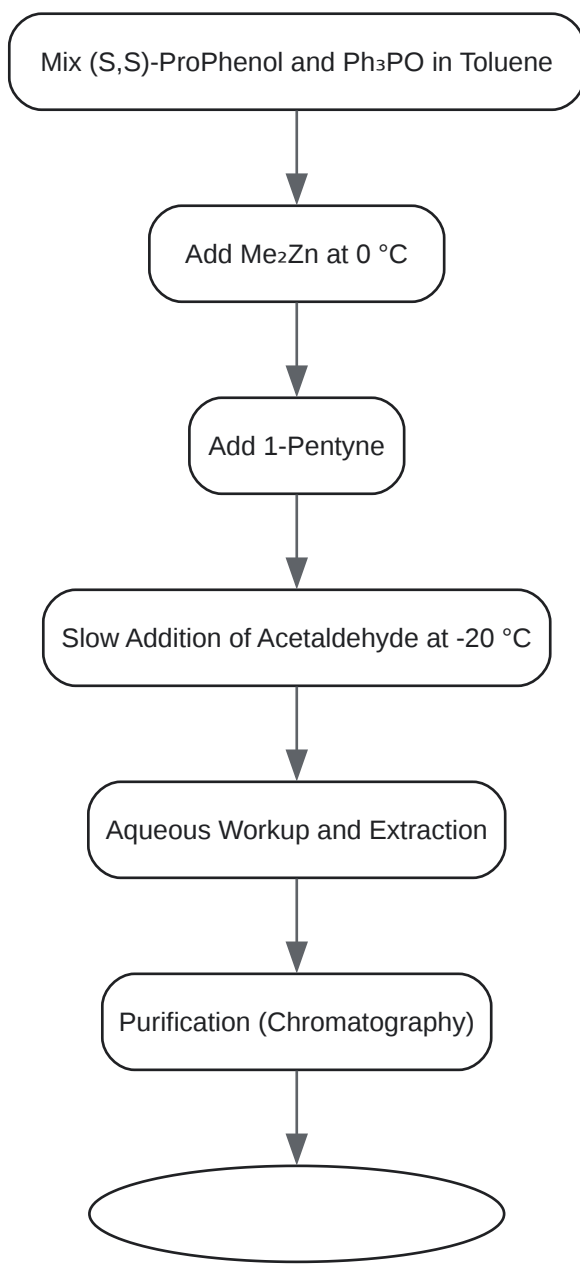 Mix (S,S)-ProPhenol and Ph₃PO in Toluene
Add Me₂Zn at 0 °C
Add 1-Pentyne
Slow Addition of Acetaldehyde at -20 °C
Aqueous Workup and Extraction
Purification (Chromatography)